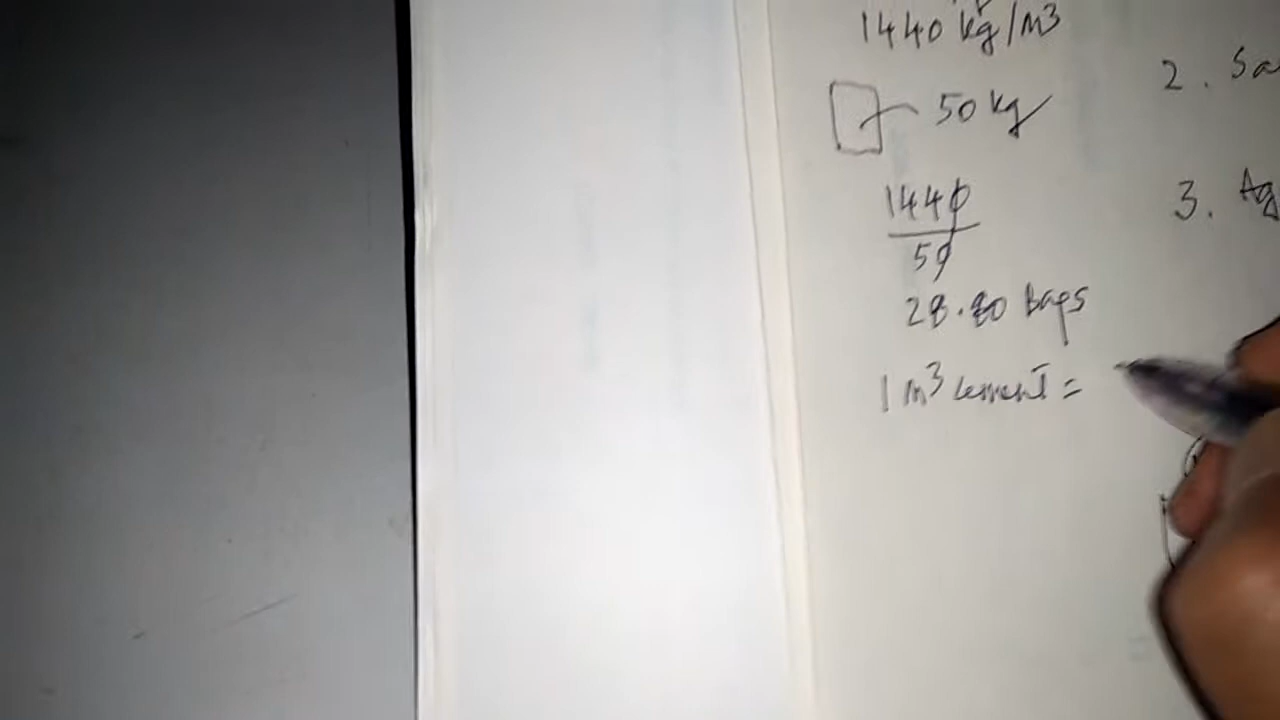 1440 kg/m³
50 kg
1440
50
28.80 Bags
1 m³ cement =
2. Sa
3. Ag